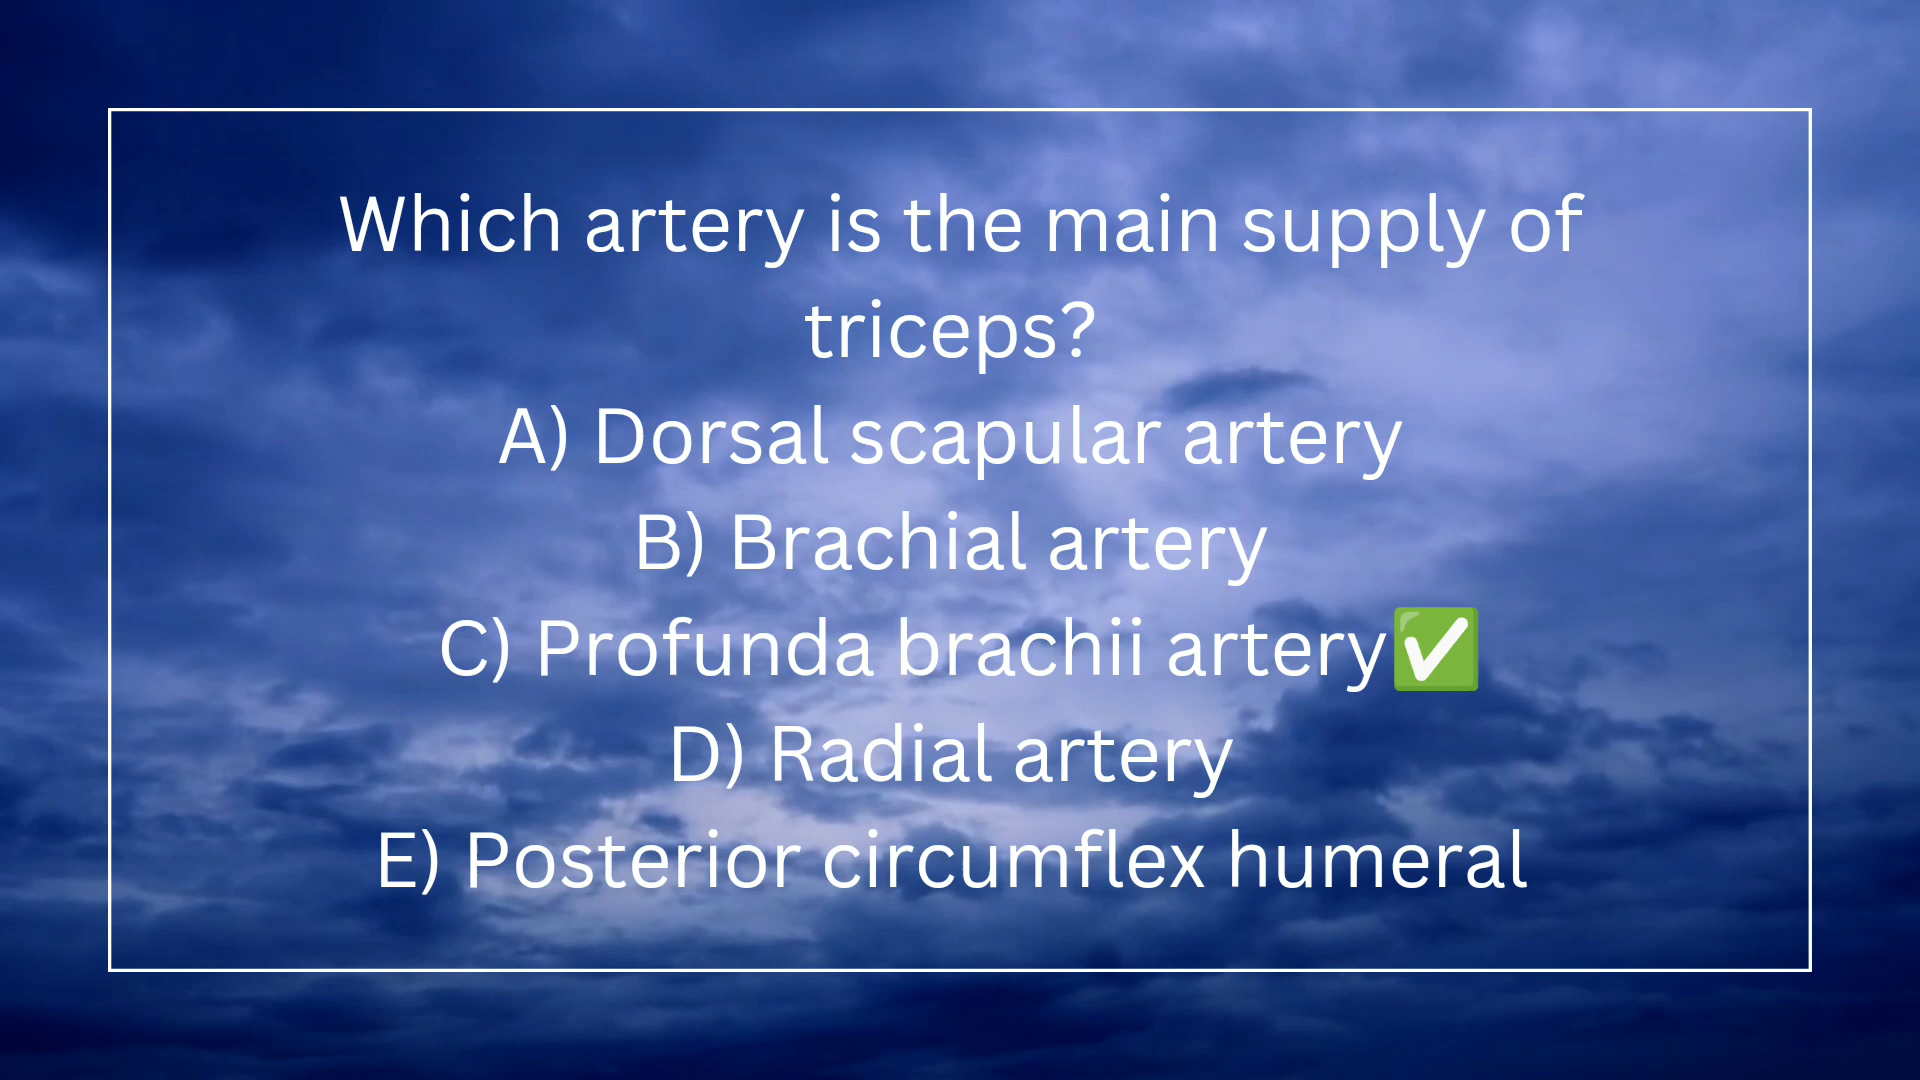 Which artery is the main supply of
triceps?
A) Dorsal scapular artery
B) Brachial artery
C) Profunda brachii artery✅
D) Radial artery
E) Posterior circumflex humeral